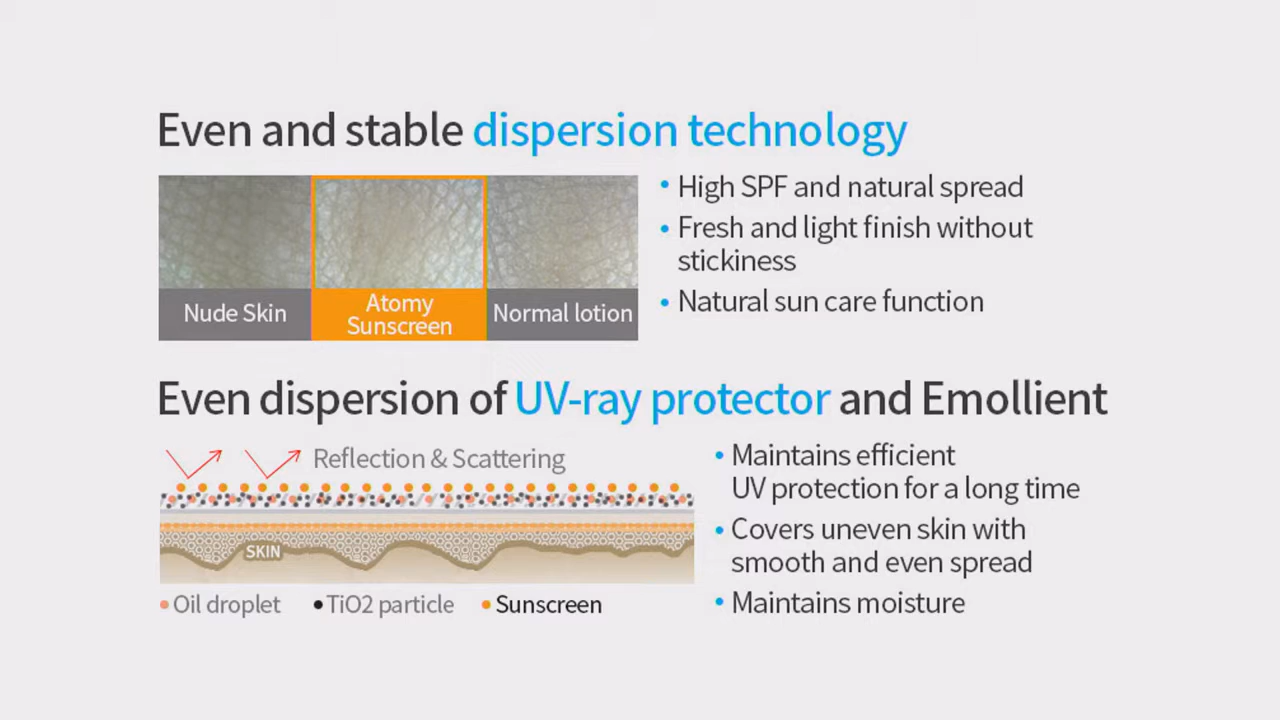 Even and stable dispersion technology
Nude Skin
Atomy
Sunscreen
Normal lotion
• High SPF and natural spread
• Fresh and light finish without
stickiness
• Natural sun care function
Even dispersion of UV-ray protector and Emollient
Reflection & Scattering
SKIN
• Oil droplet • TiO2 particle • Sunscreen
• Maintains efficient
UV protection for a long time
• Covers uneven skin with
smooth and even spread
• Maintains moisture